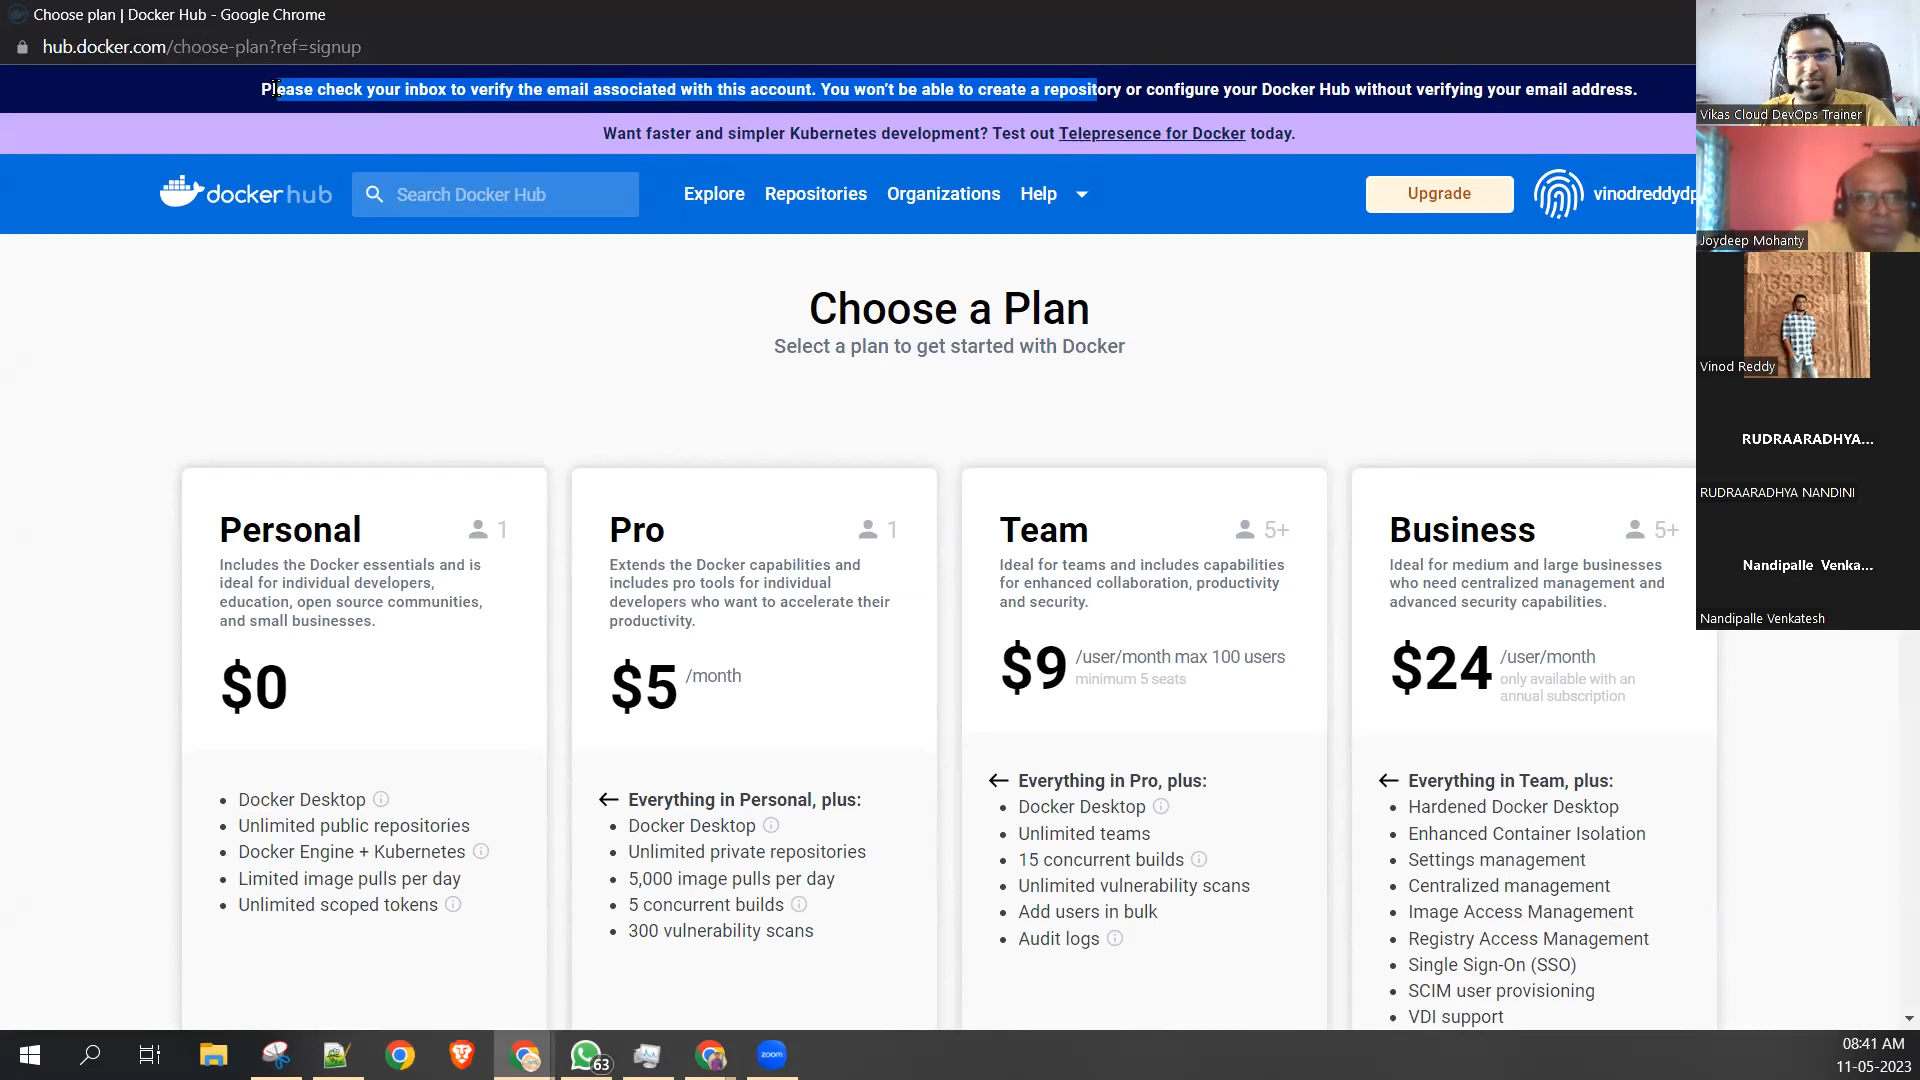 Choose plan | Docker Hub - Google Chrome
hub.docker.com/choose-plan?ref=signup
Please check your inbox to verify the email associated with this account. You won't be able to create a repository or configure your Docker Hub without verifying your email address.
Want faster and simpler Kubernetes development? Test out Telepresence for Docker today.
docker hub
Search Docker Hub
Explore
Repositories
Organizations
Help
Upgrade
vinodreddydp
Choose a Plan
Select a plan to get started with Docker
Personal
1
Includes the Docker essentials and is
ideal for individual developers,
education, open source communities,
and small businesses.
$0
Docker Desktop
Unlimited public repositories
Docker Engine + Kubernetes
Limited image pulls per day
Unlimited scoped tokens
Pro
1
Extends the Docker capabilities and
includes pro tools for individual
developers who want to accelerate their
productivity.
$5 /month
Everything in Personal, plus:
Docker Desktop
Unlimited private repositories
5,000 image pulls per day
5 concurrent builds
300 vulnerability scans
Team
5+
Ideal for teams and includes capabilities
for enhanced collaboration, productivity
and security.
$9 /user/month max 100 users
minimum 5 seats
Everything in Pro, plus:
Docker Desktop
Unlimited teams
15 concurrent builds
Unlimited vulnerability scans
Add users in bulk
Audit logs
Business
5+
Ideal for medium and large businesses
who need centralized management and
advanced security capabilities.
$24 /user/month
only available with an
annual subscription
Everything in Team, plus:
Hardened Docker Desktop
Enhanced Container Isolation
Settings management
Centralized management
Image Access Management
Registry Access Management
Single Sign-On (SSO)
SCIM user provisioning
VDI support
Vikas Cloud DevOps Trainer
Joydeep Mohanty
Vinod Reddy
RUDRAARADHYA...
RUDRAARADHYA NANDINI
Nandipalle Venka...
Nandipalle Venkatesh
63
zoom
08:41 AM
11-05-2023